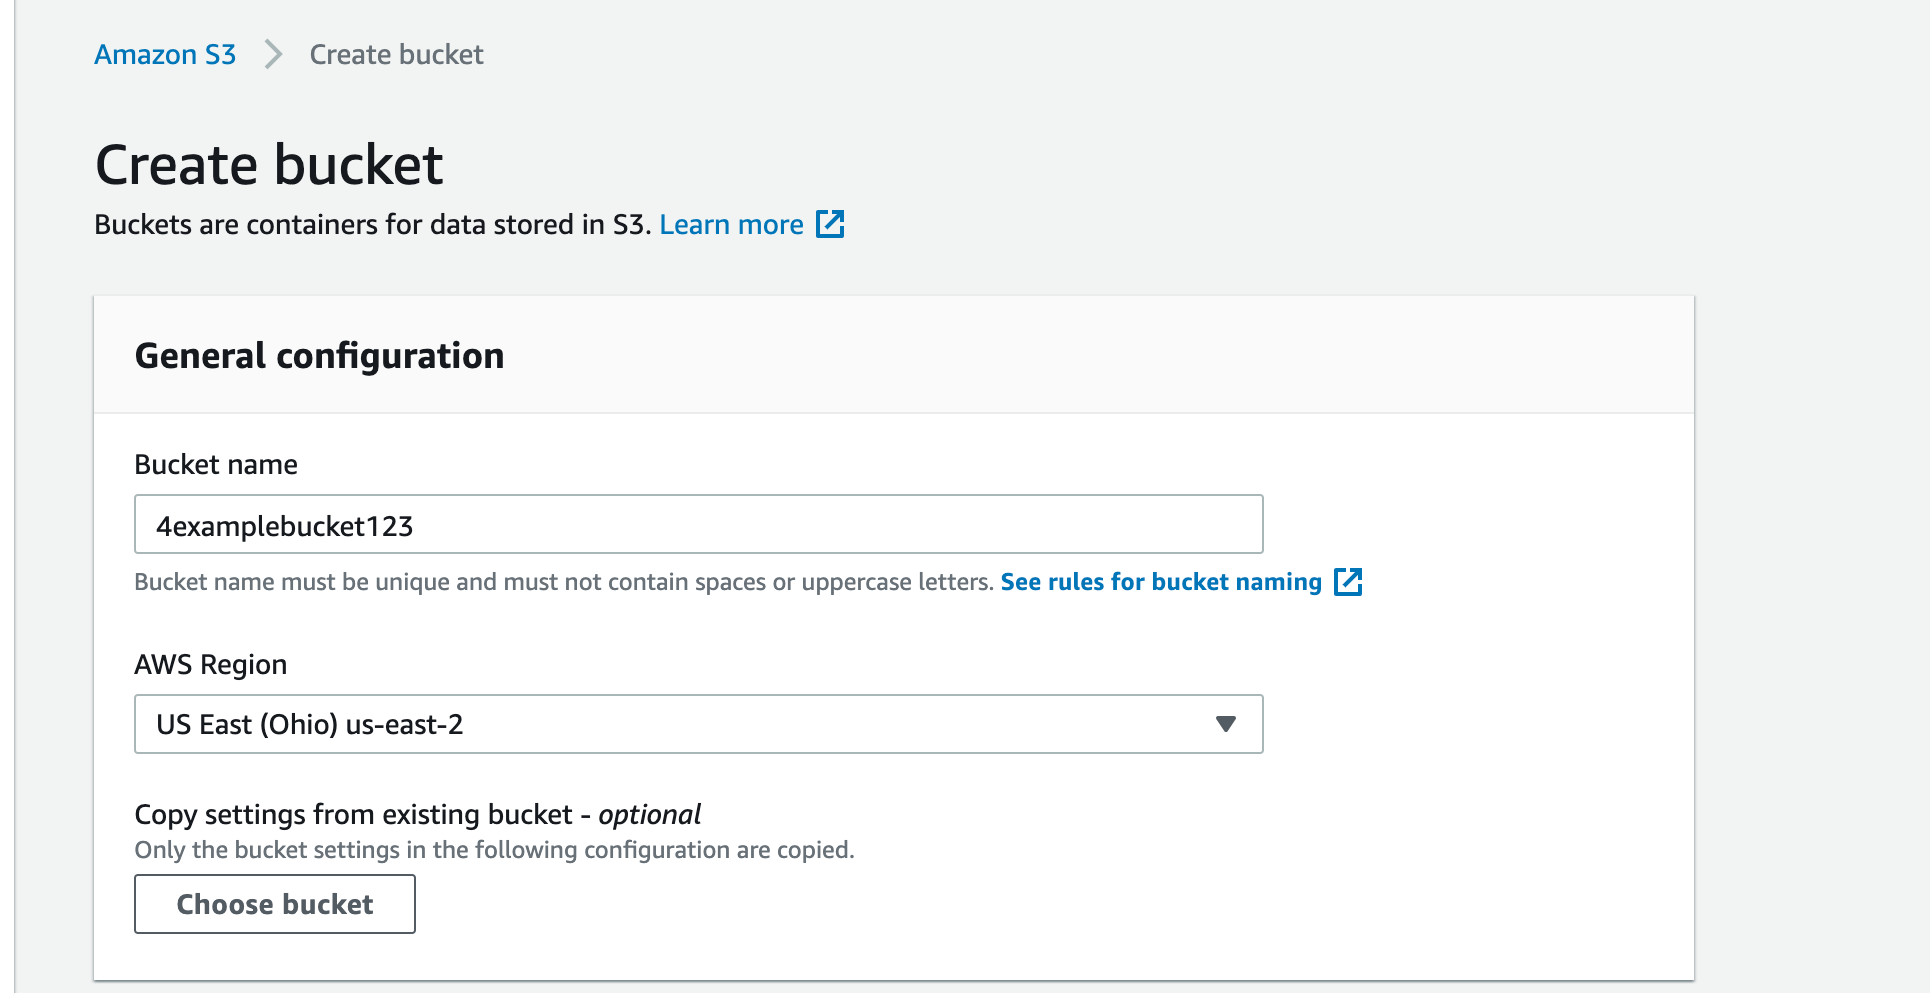 Amazon S3 Create bucket
Create bucket
Buckets are containers for data stored in S3. Learn more
General configuration
Bucket name
4examplebucket123
Bucket name must be unique and must not contain spaces or uppercase letters. See rules for bucket naming
AWS Region
US East (Ohio) us-east-2
Copy settings from existing bucket - optional
Only the bucket settings in the following configuration are copied.
Choose bucket